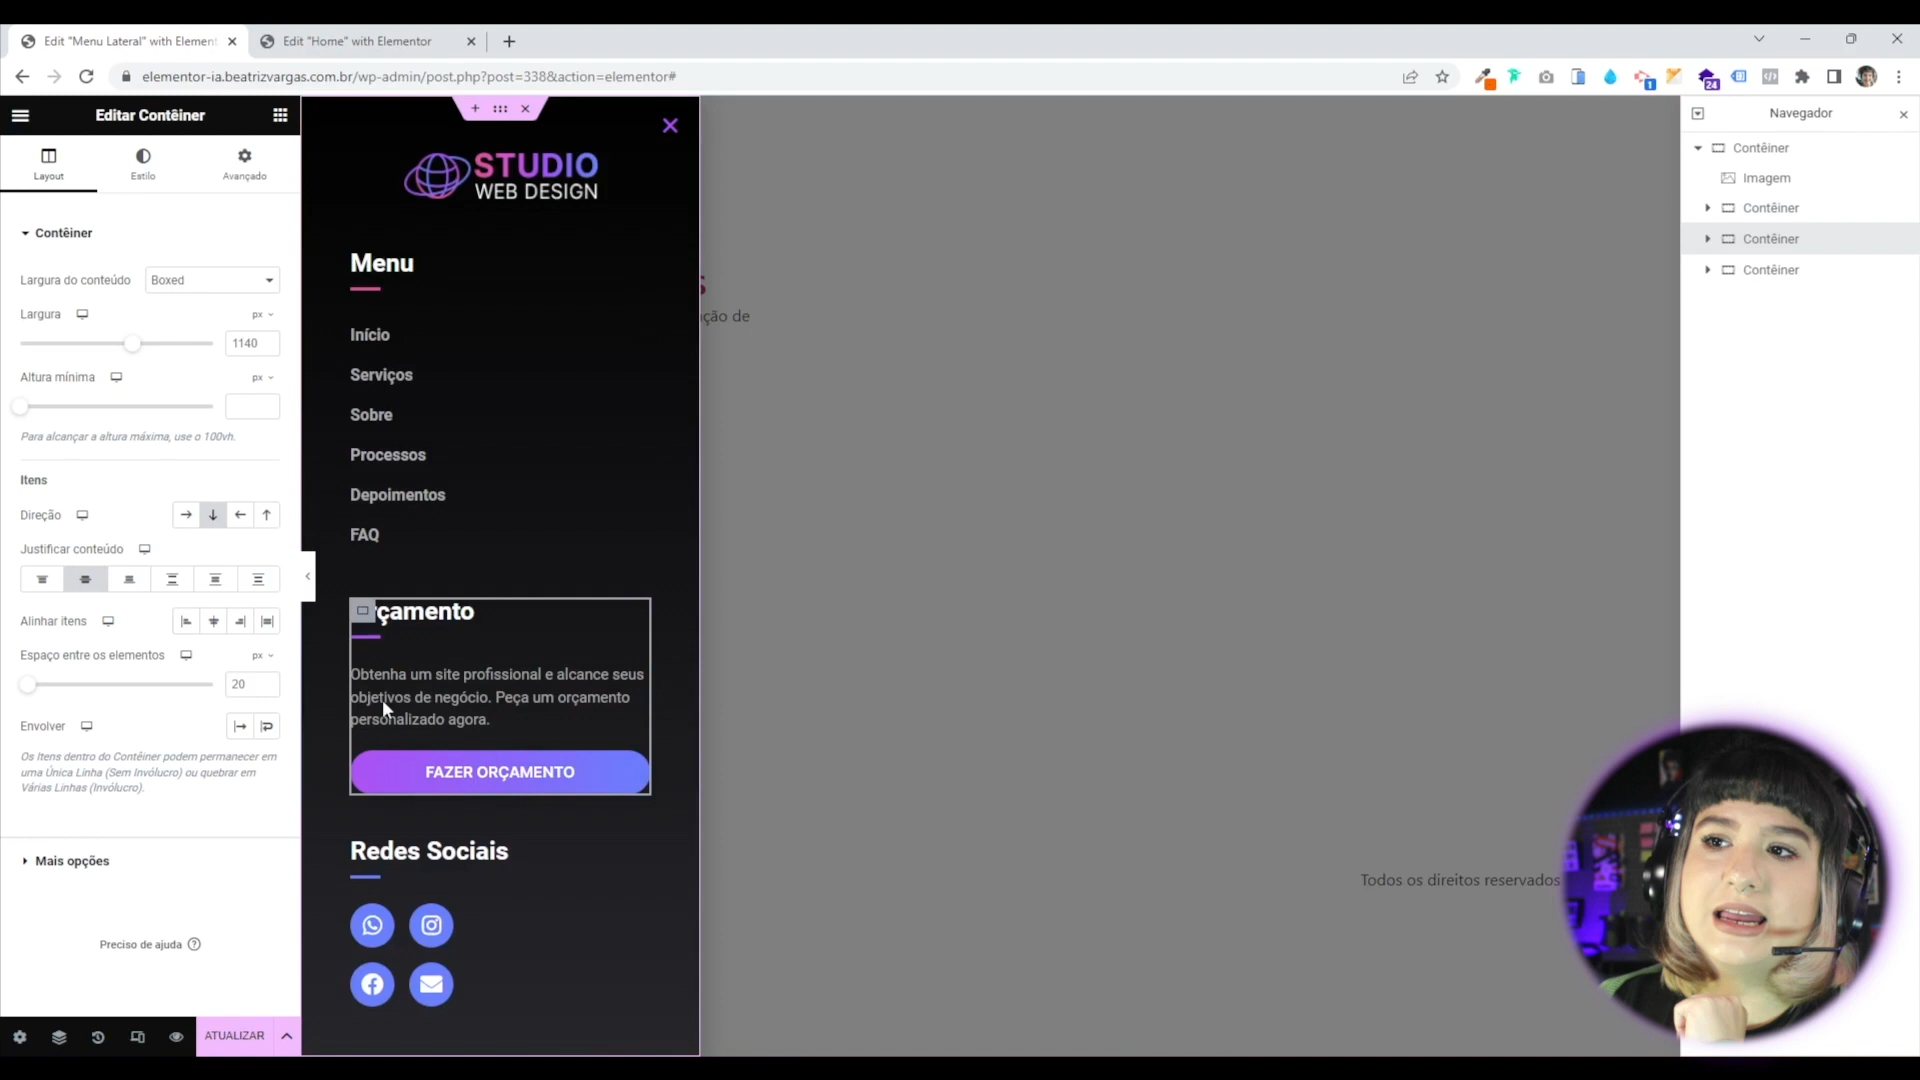 Edit "Menu Lateral" with Element
Edit "Home" with Elementor
elementor-ia.beatrizvargas.com.br/wp-admin/post.php?post=338&action=elementor#
1
24
Editar Contêiner
Layout
Estilo
Avançado
Contêiner
Largura do conteúdo
Boxed
Largura
px
1140
Altura mínima
px
Para alcançar a altura máxima, use o 100vh.
Itens
Direção
Justificar conteúdo
Alinhar itens
Espaço entre os elementos
px
20
Envolver
Os Itens dentro do Contêiner podem permanecer em
uma Única Linha (Sem Invólucro) ou quebrar em
Várias Linhas (Invólucro).
Mais opções
Preciso de ajuda
ATUALIZAR
STUDIO
WEB DESIGN
Menu
Início
Serviços
Sobre
Processos
Depoimentos
FAQ
rçamento
Obtenha um site profissional e alcance seus
objetivos de negócio. Peça um orçamento
personalizado agora.
FAZER ORÇAMENTO
Redes Sociais
s
ção de
Todos os direitos reservados
Navegador
Contêiner
Imagem
Contêiner
Contêiner
Contêiner